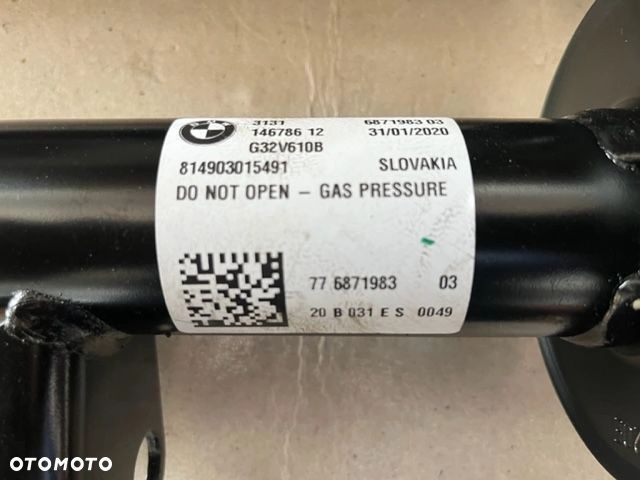 BMW
3131 6871983 03
146786 12 31/01/2020
G32V610B
814903015491 SLOVAKIA
DO NOT OPEN – GAS PRESSURE
77 6871983 03
20 B 031 E S 0049
OTOMOTO